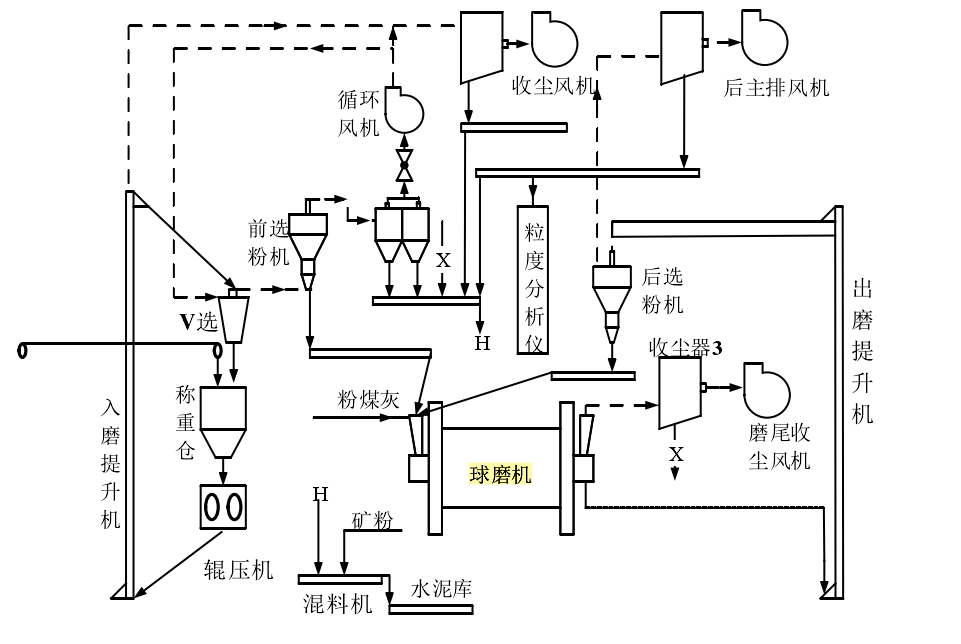 收尘风机
后主排风机
循环
风机
前选
粉机
X
粒
度
分
析
仪
后选
粉机
出
磨
提
升
机
V选
H
收尘器3
称
重
仓
粉煤灰
入
磨
提
升
机
球磨机
磨尾收
尘风机
X
H
矿粉
辊压机
混料机
水泥库